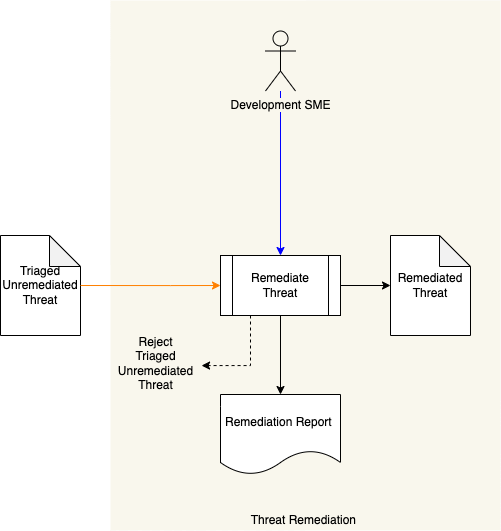 Development SME
Triaged
Unremediated
Threat
Remediate
Threat
Remediated
Threat
Reject
Triaged
Unremediated
Threat
Remediation Report
Threat Remediation